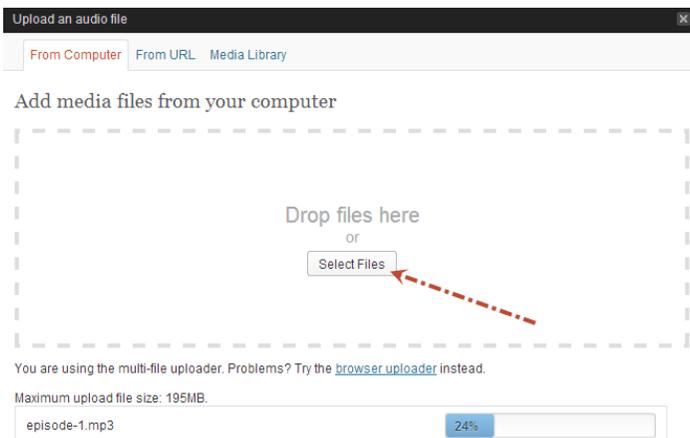 Upload an audio file
From Computer From URL Media Library
Add media files from your computer
Drop files here
or
Select Files
You are using the multi-file uploader. Problems? Try the browser uploader instead.
Maximum upload file size: 195MB.
episode-1.mp3 24%